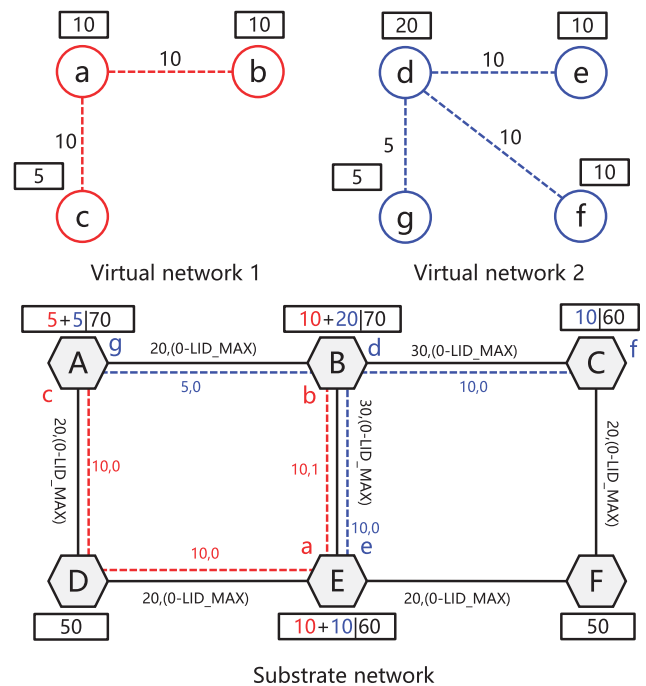 10
10
20
10
a
10
b
d
10
e
10
5
10
5
5
10
c
g
f
Virtual network 1
Virtual network 2
5+5|70
10+20|70
10|60
A
g
20,(0-LID_MAX)
B
d
30,(0-LID_MAX)
C
f
c
5,0
b
10,0
20,(0-LID_MAX)
10,0
10,1
30,(0-LID_MAX)
20,(0-LID_MAX)
10,0
10,0
a
e
D
20,(0-LID_MAX)
E
20,(0-LID_MAX)
F
50
10+10|60
50
Substrate network